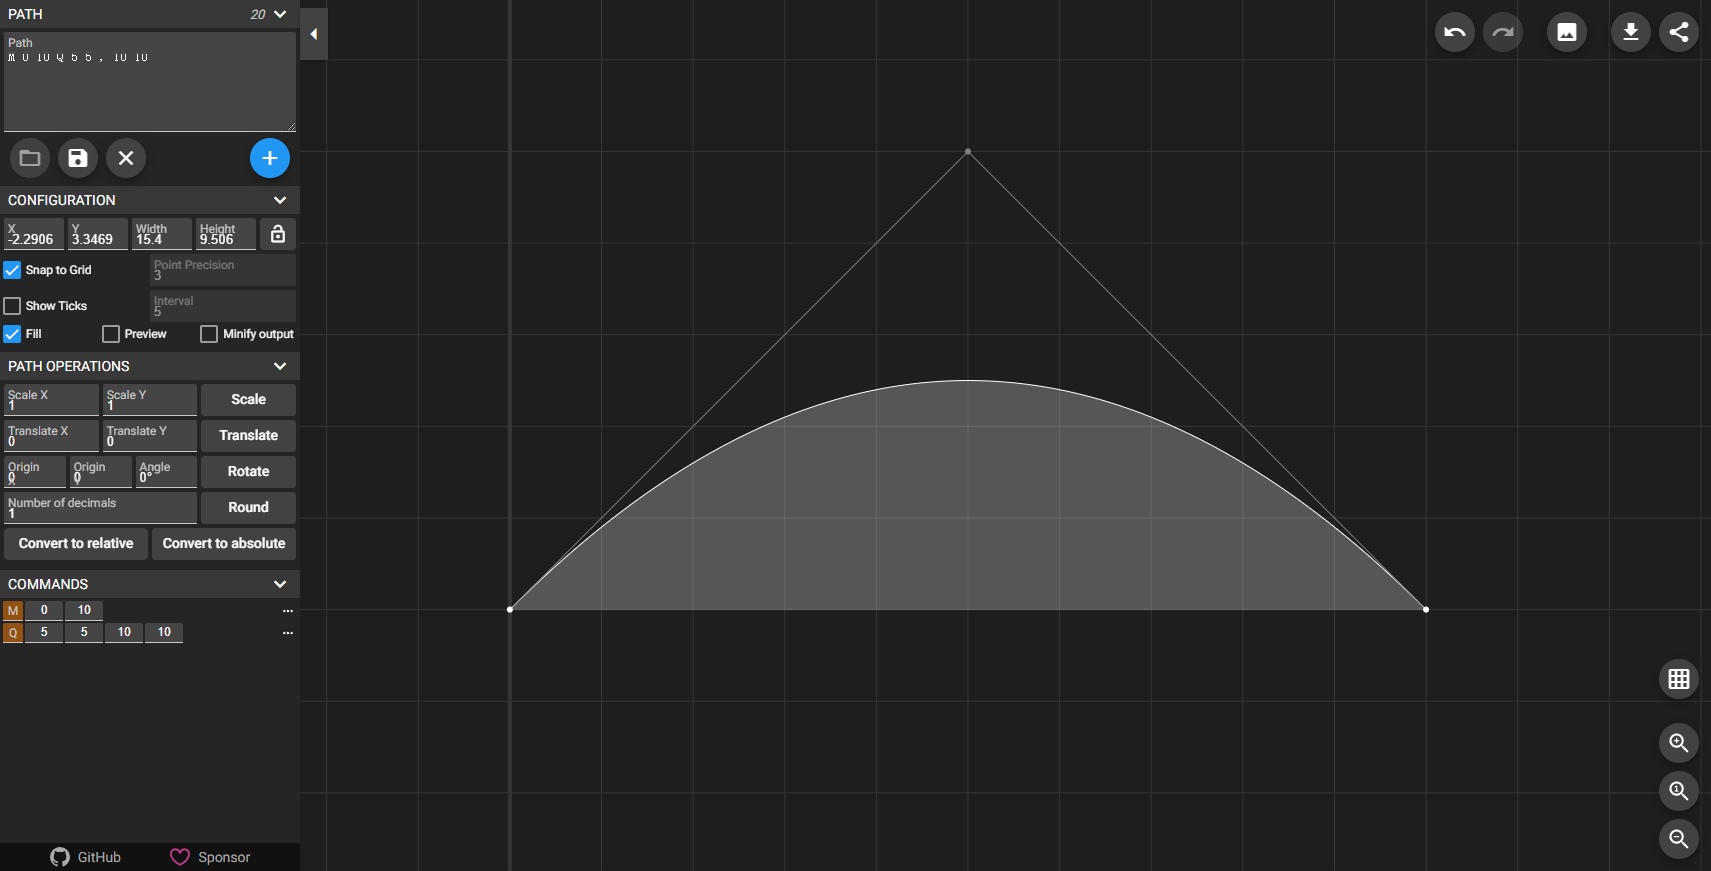 PATH 20
Path
M 0 10 Q 5 5 , 10 10
CONFIGURATION
X Y Width Height
-2.2906 3.3469 15.4 9.506
Snap to Grid Point Precision 3
Show Ticks Interval 5
Fill Preview Minify output
PATH OPERATIONS
Scale X 1 Scale Y 1 Scale
Translate X 0 Translate Y 0 Translate
Origin X 0 Origin Y 0 Angle 0° Rotate
Number of decimals 1 Round
Convert to relative Convert to absolute
COMMANDS
M 0 10 ...
Q 5 5 10 10 ...
GitHub Sponsor